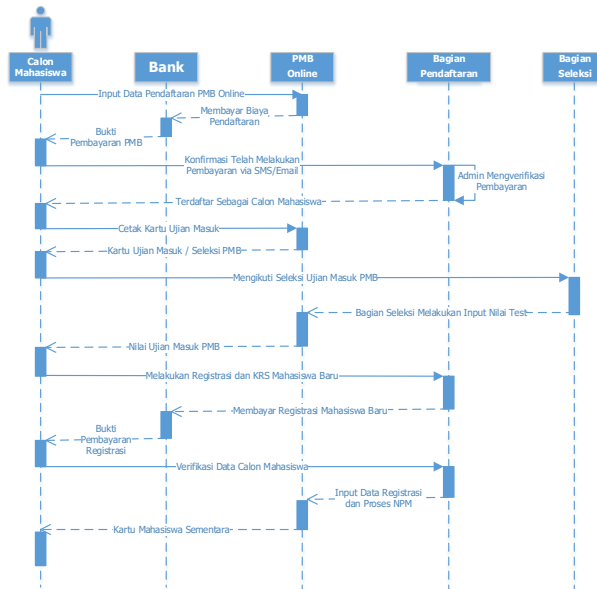 Calon
Mahasiswa
Bank
PMB
Online
Bagian
Pendaftaran
Bagian
Seleksi
Input Data Pendaftaran PMB Online
Membayar Biaya
Pendaftaran
Bukti
Pembayaran PMB
Konfirmasi Telah Melakukan
Pembayaran via SMS/Email
Admin Mengverifikasi
Pembayaran
Terdaftar Sebagai Calon Mahasiswa
Cetak Kartu Ujian Masuk
Kartu Ujian Masuk / Seleksi PMB
Mengikuti Seleksi Ujian Masuk PMB
Bagian Seleksi Melakukan Input Nilai Test
Nilai Ujian Masuk PMB
Melakukan Registrasi dan KRS Mahasiswa Baru
Membayar Registrasi Mahasiswa Baru
Bukti
Pembayaran
Registrasi
Verifikasi Data Calon Mahasiswa
Input Data Registrasi
dan Proses NPM
Kartu Mahasiswa Sementara